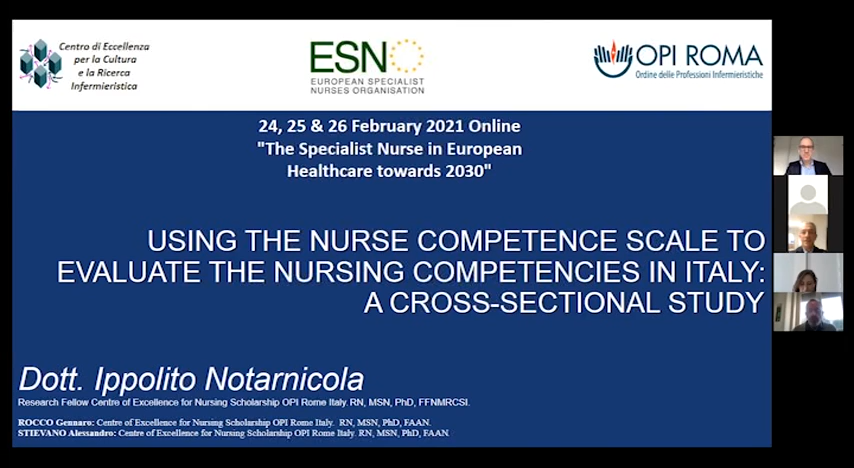 Centro di Eccellenza
per la Cultura
e la Ricerca
Infermieristica
ESNO
EUROPEAN SPECIALIST
NURSES ORGANISATION
OPI ROMA
Ordine delle Professioni Infermieristiche
24, 25 & 26 February 2021 Online
"The Specialist Nurse in European
Healthcare towards 2030"
USING THE NURSE COMPETENCE SCALE TO
EVALUATE THE NURSING COMPETENCIES IN ITALY:
A CROSS-SECTIONAL STUDY
Dott. Ippolito Notarnicola
Research Fellow Centre of Excellence for Nursing Scholarship OPI Rome Italy. RN, MSN, PhD, FFNMRCSI.
ROCCO Gennaro: Centre of Excellence for Nursing Scholarship OPI Rome Italy. RN, MSN, PhD, FAAN.
STIEVANO Alessandro: Centre of Excellence for Nursing Scholarship OPI Rome Italy. RN, MSN, PhD, FAAN.